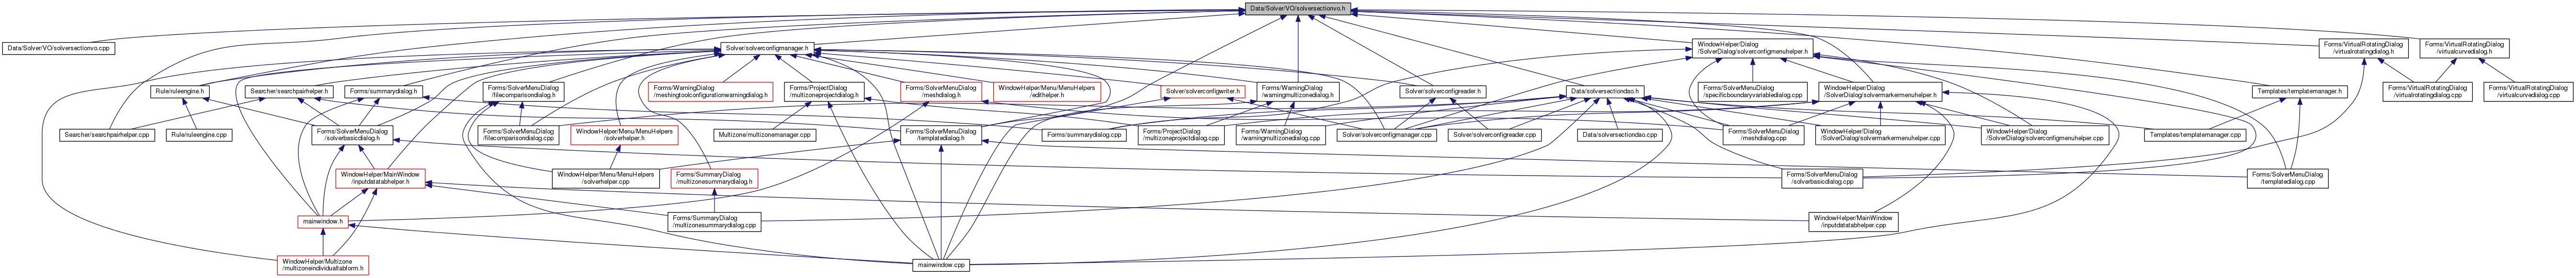 Data/Solver/VO/solversectionvo.h
Data/Solver/VO/solversectionvo.cpp
Solver/solverconfigmanager.h
WindowHelper/Dialog
/SolverDialog/solverconfigmenuhelper.h
Forms/VirtualRotatingDialog
/virtualrotatingdialog.h
Forms/VirtualRotatingDialog
/virtualcurvedialog.h
Rule/ruleengine.h
Searcher/searchpairhelper.h
Forms/summarydialog.h
Forms/SolverMenuDialog
/filecomparisondialog.h
Forms/WarningDialog
/meshingtoolconfigurationwarningdialog.h
Forms/ProjectDialog
/multizoneprojectdialog.h
Forms/SolverMenuDialog
/meshdialog.h
WindowHelper/Menu/MenuHelpers
/edithelper.h
Solver/solverconfigwriter.h
Forms/WarningDialog
/warningmultizonedialog.h
Solver/solverconfigreader.h
Data/solversectiondao.h
Forms/SolverMenuDialog
/specificboundaryvariabledialog.cpp
WindowHelper/Dialog
/SolverDialog/solvermarkermenuhelper.h
Templates/templatemanager.h
Forms/VirtualRotatingDialog
/virtualrotatingdialog.cpp
Forms/VirtualRotatingDialog
/virtualcurvedialog.cpp
Searcher/searchpairhelper.cpp
Rule/ruleengine.cpp
Forms/SolverMenuDialog
/solverbasicdialog.h
Forms/SolverMenuDialog
/filecomparisondialog.cpp
WindowHelper/Menu/MenuHelpers
/solverhelper.h
Multizone/multizonemanager.cpp
Forms/SolverMenuDialog
/templatedialog.h
Forms/summarydialog.cpp
Forms/ProjectDialog
/multizoneprojectdialog.cpp
Forms/WarningDialog
/warningmultizonedialog.cpp
Solver/solverconfigmanager.cpp
Solver/solverconfigreader.cpp
Data/solversectiondao.cpp
Forms/SolverMenuDialog
/meshdialog.cpp
WindowHelper/Dialog
/SolverDialog/solvermarkermenuhelper.cpp
WindowHelper/Dialog
/SolverDialog/solverconfigmenuhelper.cpp
Templates/templatemanager.cpp
WindowHelper/MainWindow
/inputdatatabhelper.h
WindowHelper/Menu/MenuHelpers
/solverhelper.cpp
Forms/SummaryDialog
/multizonesummarydialog.h
Forms/SolverMenuDialog
/solverbasicdialog.cpp
Forms/SolverMenuDialog
/templatedialog.cpp
mainwindow.h
Forms/SummaryDialog
/multizonesummarydialog.cpp
WindowHelper/MainWindow
/inputdatatabhelper.cpp
WindowHelper/Multizone
/multizoneindividualtabform.h
mainwindow.cpp